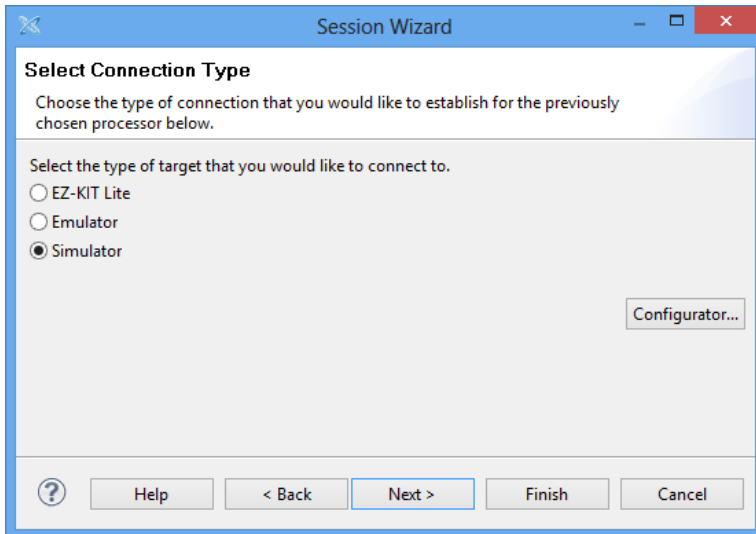 Session Wizard
Select Connection Type
Choose the type of connection that you would like to establish for the previously
chosen processor below.
Select the type of target that you would like to connect to.
EZ-KIT Lite
Emulator
Simulator
Configurator...
? Help < Back Next > Finish Cancel